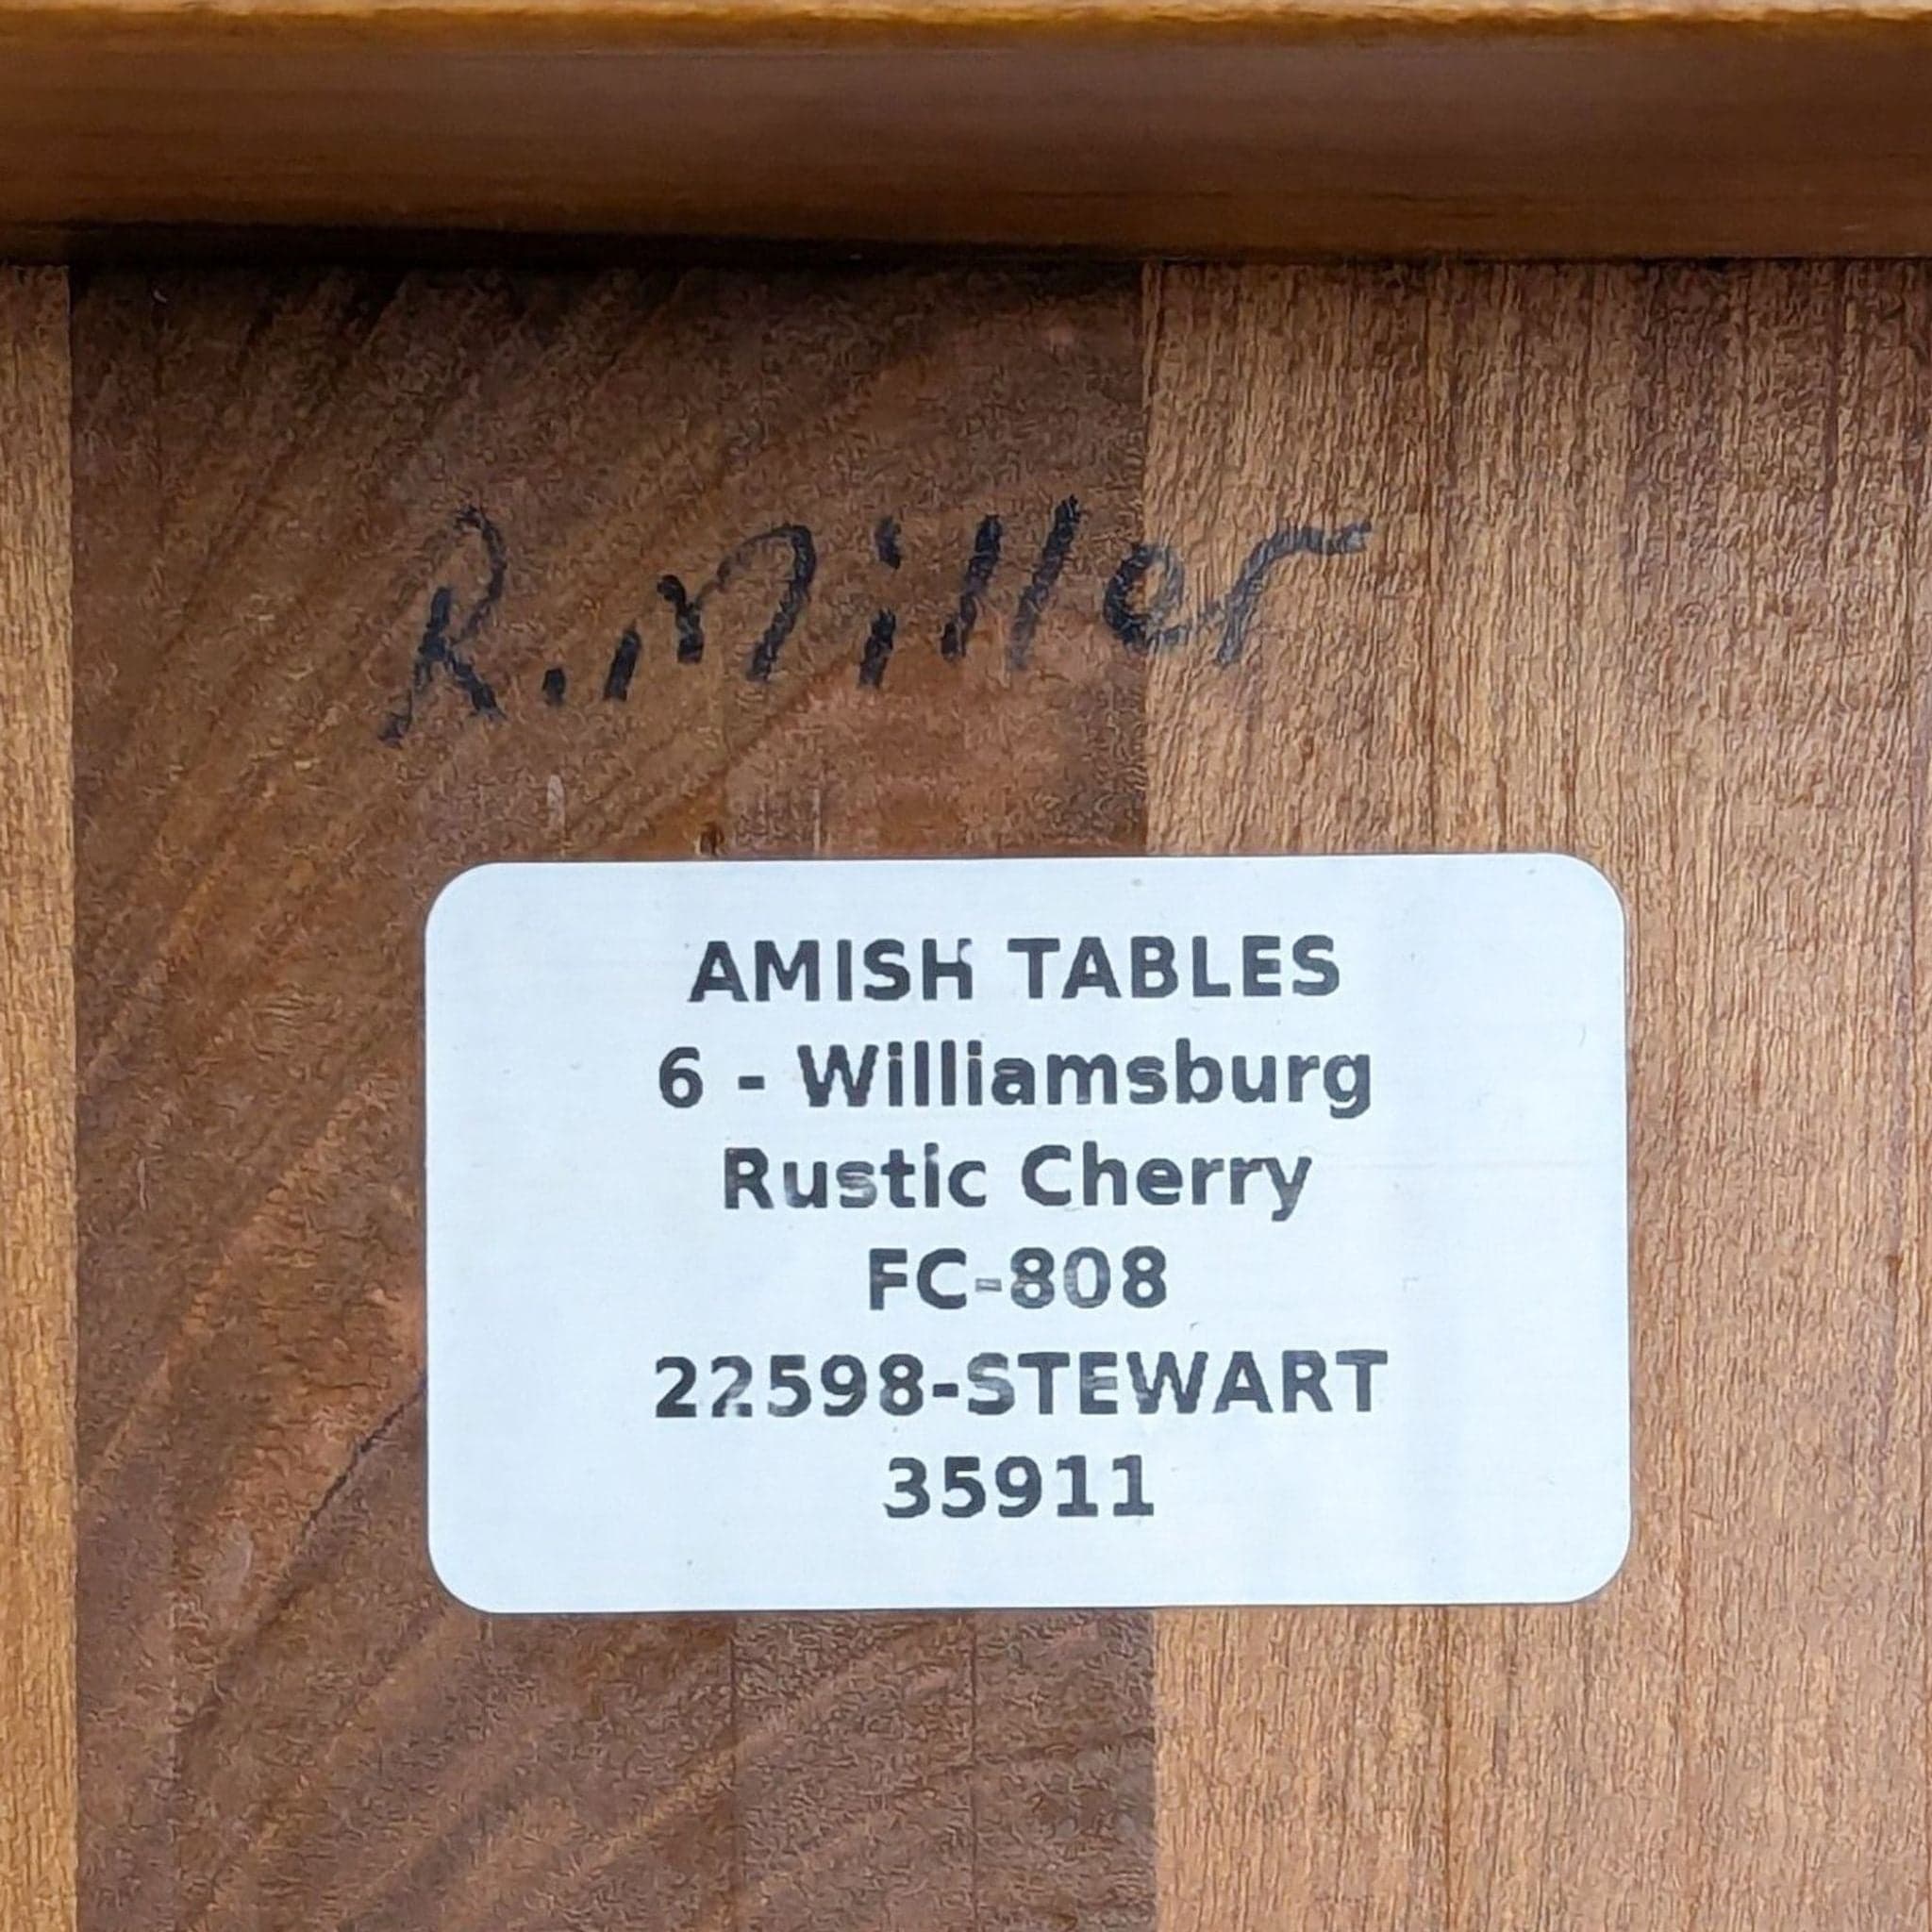 R. Miller
AMISH TABLES
6 - Williamsburg
Rustic Cherry
FC-808
22598-STEWART
35911